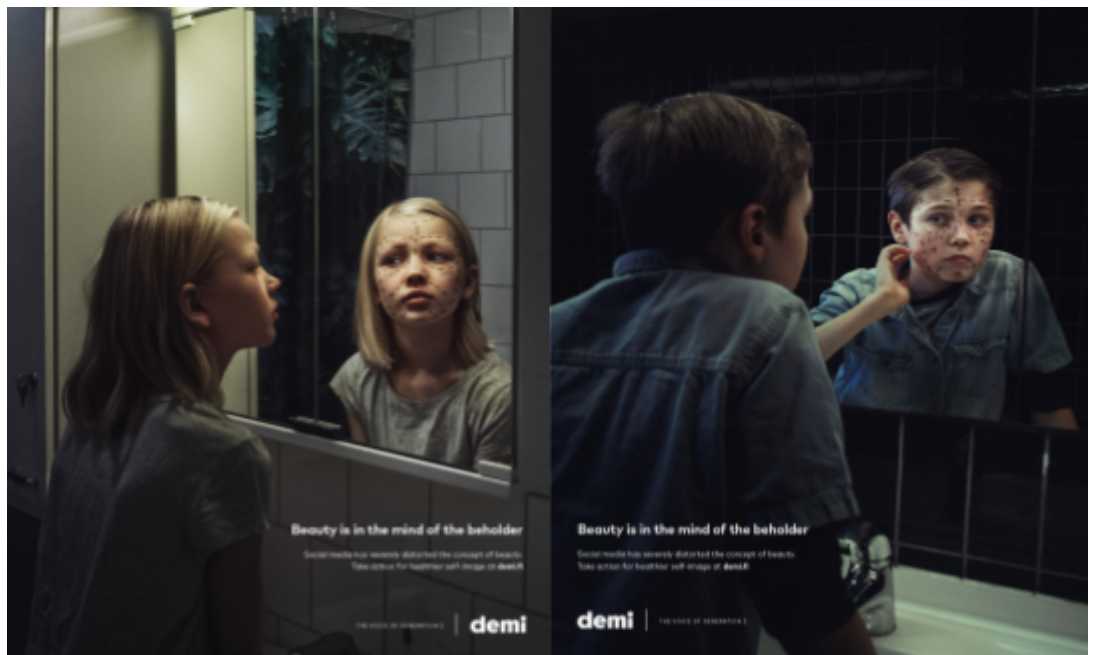 Beauty is in the mind of the beholder
Social media has severely distorted the concept of beauty.
Take action for healthier self-image at demi.fi
THE VOICE OF GENERATION Z
demi
Beauty is in the mind of the beholder
Social media has severely distorted the concept of beauty.
Take action for healthier self-image at demi.fi
demi
THE VOICE OF GENERATION Z